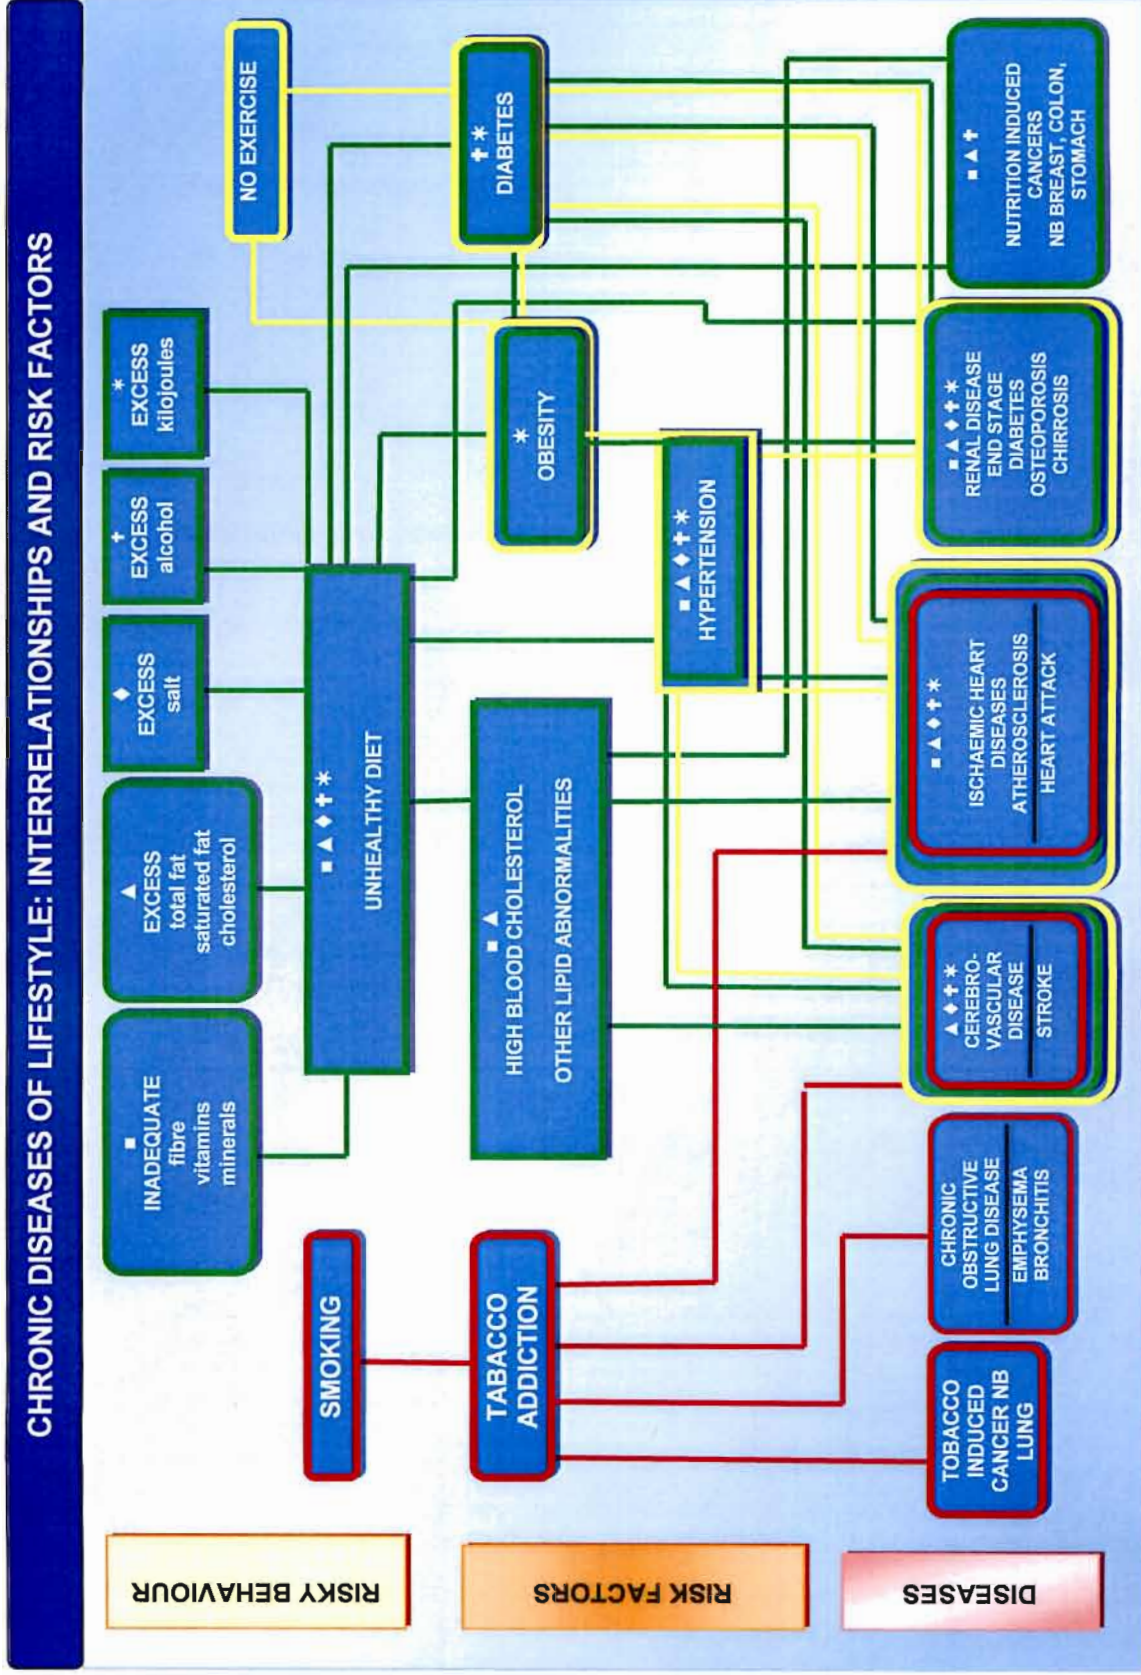 CHRONIC DISEASES OF LIFESTYLE: INTERRRELATIONSHIPS AND RISK FACTORS
RISKY BEHAVIOUR
■
INADEQUATE
fibre
vitamins
minerals
▲
EXCESS
total fat
saturated fat
cholesterol
♦
EXCESS
salt
✝
EXCESS
alcohol
*
EXCESS
kilojoules
NO EXERCISE
SMOKING
■ ▲ ♦ ✝ *
UNHEALTHY DIET
RISK FACTORS
TABACCO
ADDICTION
■ ▲
HIGH BLOOD CHOLESTEROL
OTHER LIPID ABNORMALITIES
■ ▲ ♦ ✝ *
HYPERTENSION
*
OBESITY
✝ *
DIABETES
DISEASES
TOBACCO
INDUCED
CANCER NB
LUNG
CHRONIC
OBSTRUCTIVE
LUNG DISEASE
EMPHYSEMA
BRONCHITIS
▲ ♦ ✝ *
CEREBRO-
VASCULAR
DISEASE
STROKE
■ ▲ ♦ ✝ *
ISCHAEMIC HEART
DISEASES
ATHERSCLEROSIS
HEART ATTACK
■ ▲ ♦ ✝ *
RENAL DISEASE
END STAGE
DIABETES
OSTEOPOROSIS
CHIRROSIS
■ ▲ ✝
NUTRITION INDUCED
CANCERS
NB BREAST, COLON,
STOMACH